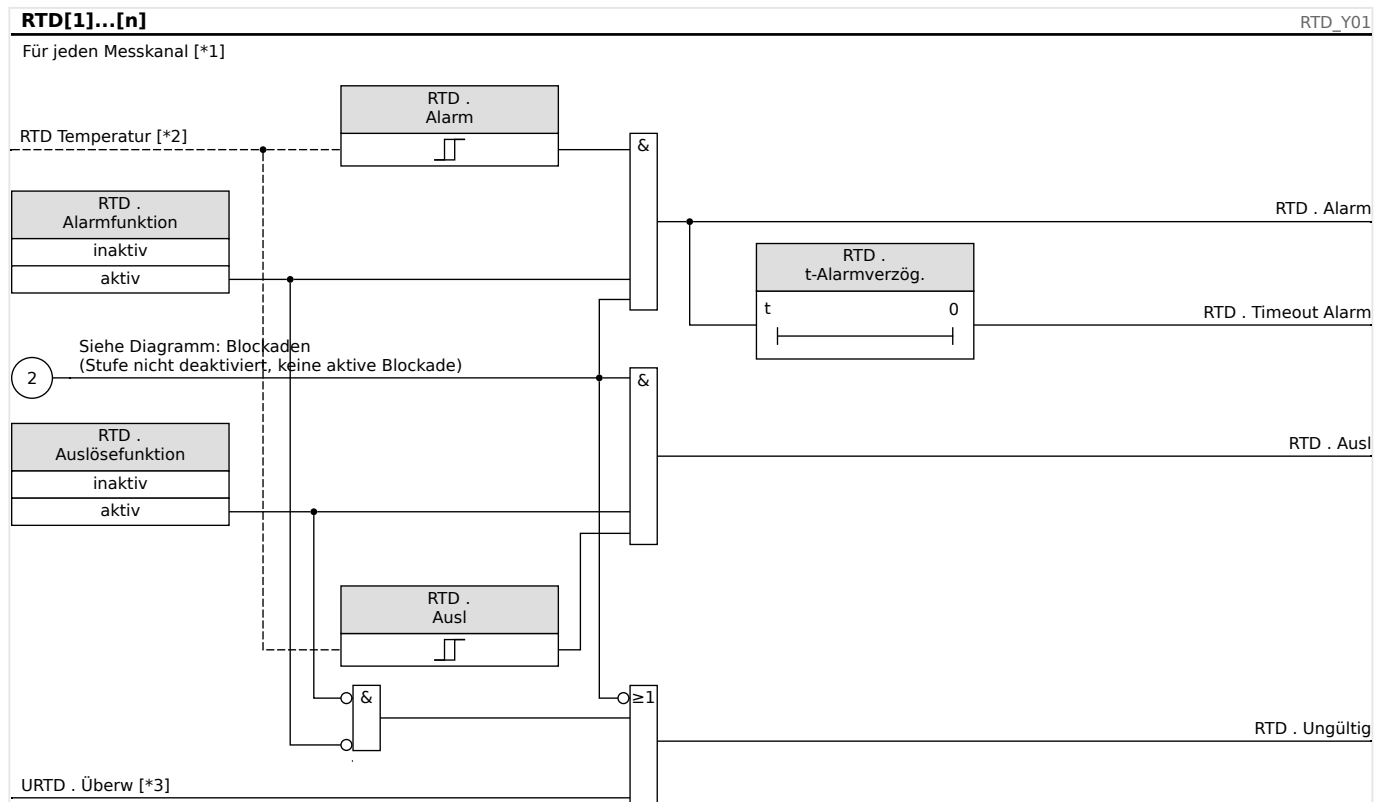 RTD[1]...[n]
RTD_Y01
Für jeden Messkanal [*1]
RTD .
Alarm
RTD Temperatur [*2]
&
RTD .
Alarmfunktion
inaktiv
aktiv
RTD . Alarm
RTD .
t-Alarmverzög.
t 0
RTD . Timeout Alarm
Siehe Diagramm: Blockaden
(Stufe nicht deaktiviert, keine aktive Blockade)
2
&
RTD .
Auslösefunktion
inaktiv
aktiv
RTD . Ausl
RTD .
Ausl
&
≥1
RTD . Ungültig
URTD . Überw [*3]